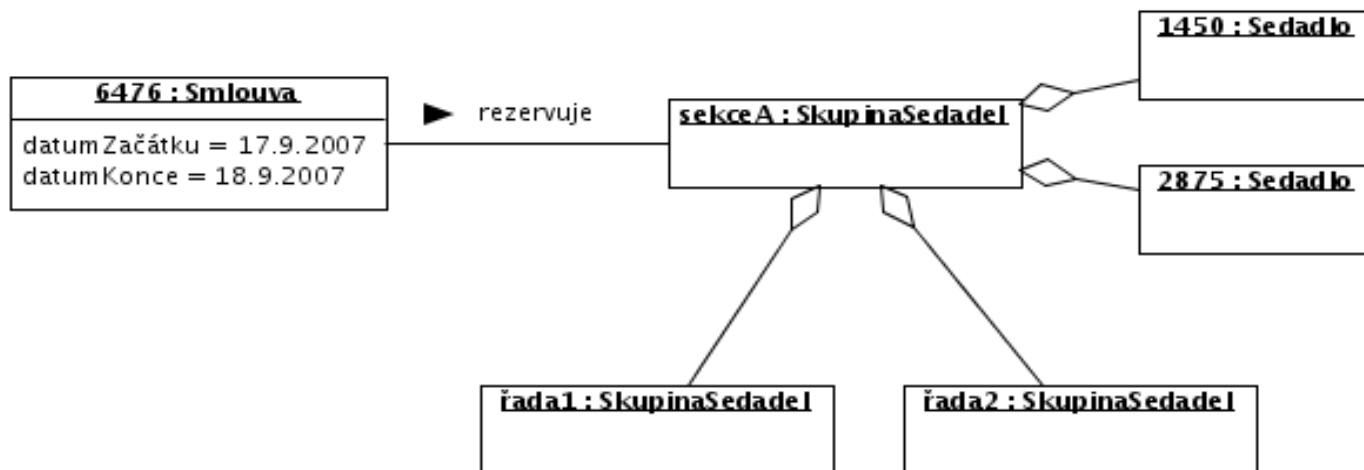 1450 : Sedadlo
6476 : Smlouva
datumZačátku = 17.9.2007
datumKonce = 18.9.2007
rezervuje
sekceA : SkupinaSedadel
2875 : Sedadlo
řada1 : SkupinaSedadel
řada2 : SkupinaSedadel